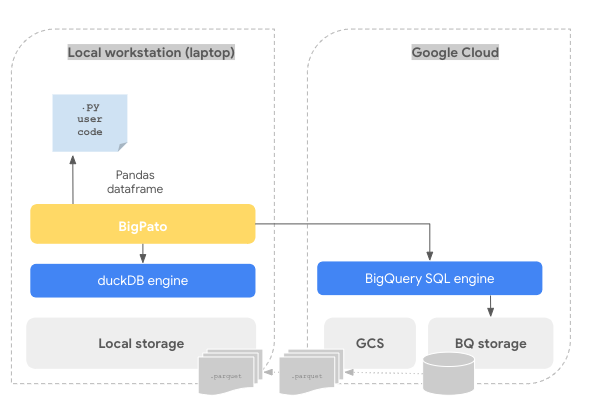 Local workstation (laptop)
Google Cloud
.py
user
code
Pandas
dataframe
BigPato
duckDB engine
BigQuery SQL engine
Local storage
GCS
BQ storage
.parquet
.parquet